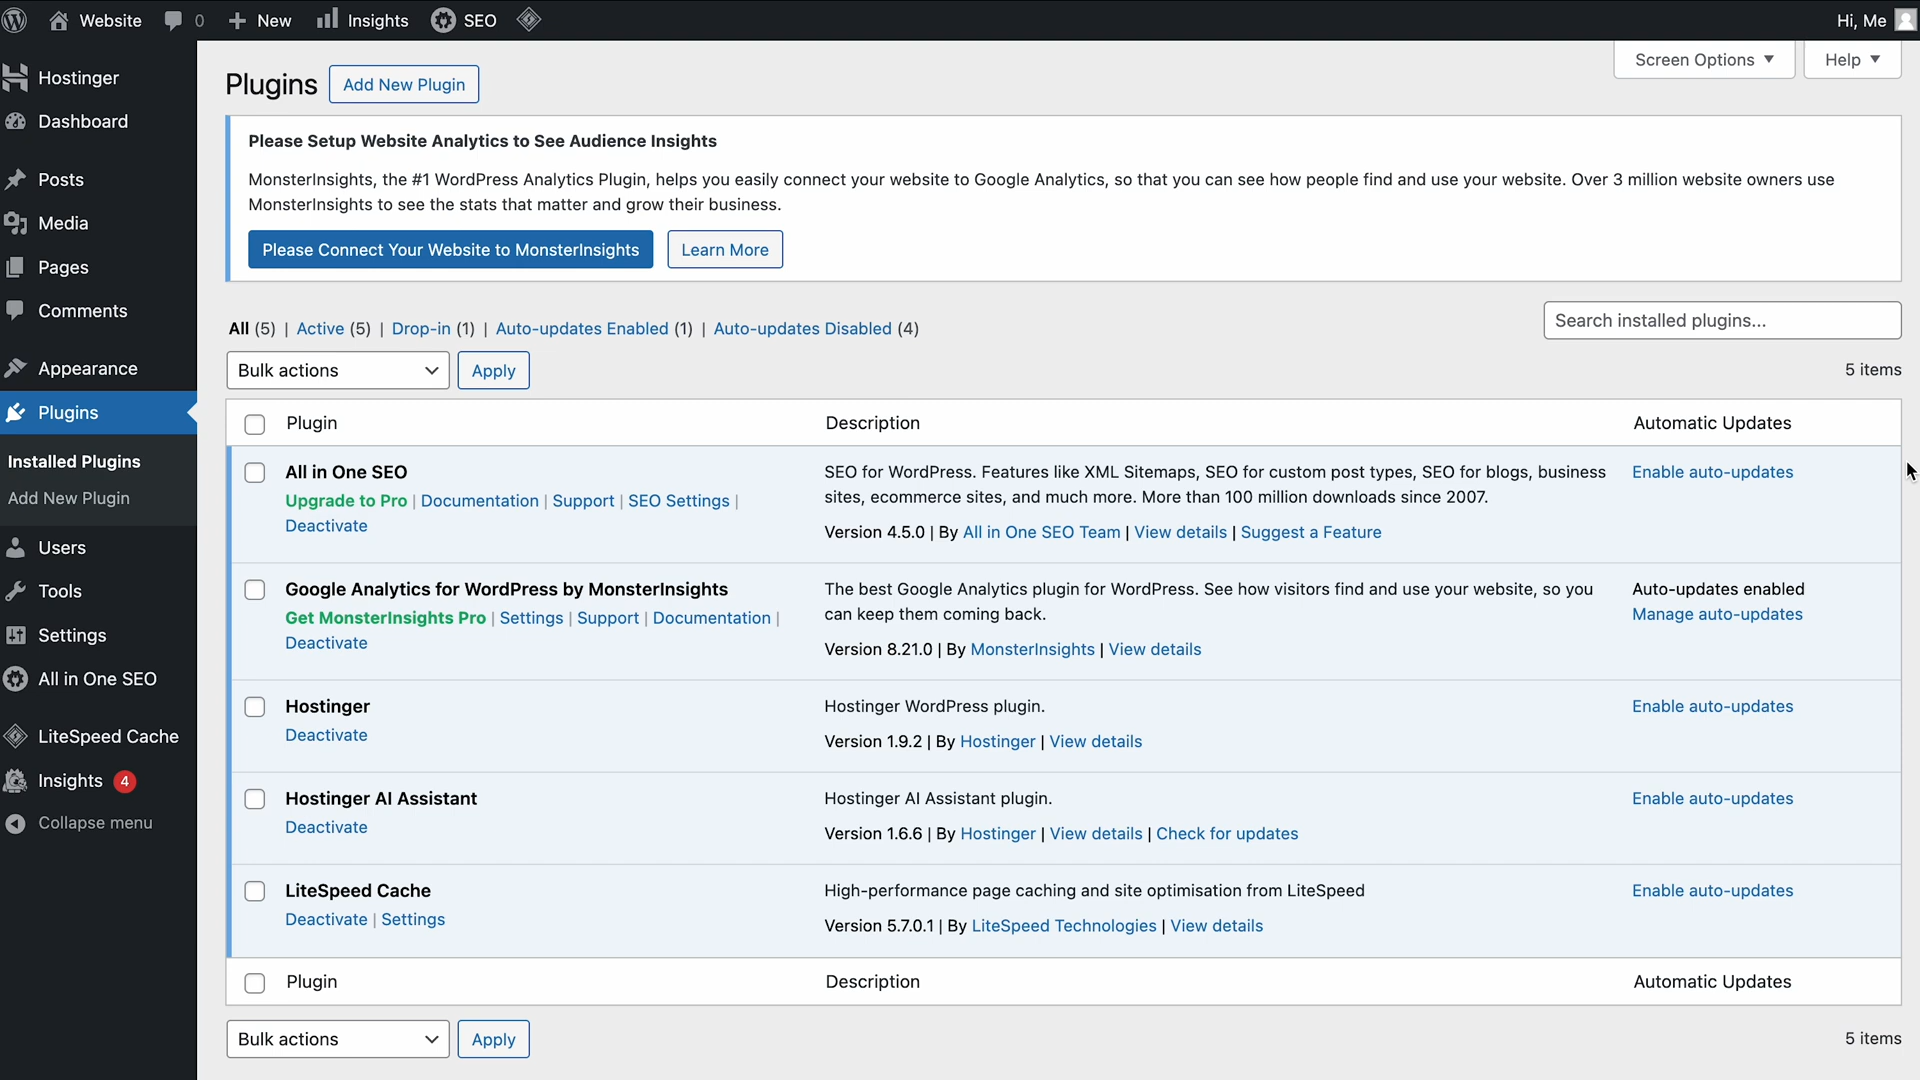 Website 0 New Insights SEO Hi, Me
Hostinger
Dashboard
Posts
Media
Pages
Comments
Appearance
Plugins
Installed Plugins
Add New Plugin
Users
Tools
Settings
All in One SEO
LiteSpeed Cache
Insights 4
Collapse menu
Screen Options Help
Plugins Add New Plugin
Please Setup Website Analytics to See Audience Insights
MonsterInsights, the #1 WordPress Analytics Plugin, helps you easily connect your website to Google Analytics, so that you can see how people find and use your website. Over 3 million website owners use
MonsterInsights to see the stats that matter and grow their business.
Please Connect Your Website to MonsterInsights Learn More
All (5) | Active (5) | Drop-in (1) | Auto-updates Enabled (1) | Auto-updates Disabled (4)
Search installed plugins...
Bulk actions Apply 5 items
Plugin Description Automatic Updates
All in One SEO
Upgrade to Pro | Documentation | Support | SEO Settings |
Deactivate
SEO for WordPress. Features like XML Sitemaps, SEO for custom post types, SEO for blogs, business
sites, ecommerce sites, and much more. More than 100 million downloads since 2007.
Version 4.5.0 | By All in One SEO Team | View details | Suggest a Feature
Enable auto-updates
Google Analytics for WordPress by MonsterInsights
Get MonsterInsights Pro | Settings | Support | Documentation |
Deactivate
The best Google Analytics plugin for WordPress. See how visitors find and use your website, so you
can keep them coming back.
Version 8.21.0 | By MonsterInsights | View details
Auto-updates enabled
Manage auto-updates
Hostinger
Deactivate
Hostinger WordPress plugin.
Version 1.9.2 | By Hostinger | View details
Enable auto-updates
Hostinger AI Assistant
Deactivate
Hostinger AI Assistant plugin.
Version 1.6.6 | By Hostinger | View details | Check for updates
Enable auto-updates
LiteSpeed Cache
Deactivate | Settings
High-performance page caching and site optimisation from LiteSpeed
Version 5.7.0.1 | By LiteSpeed Technologies | View details
Enable auto-updates
Plugin Description Automatic Updates
Bulk actions Apply 5 items